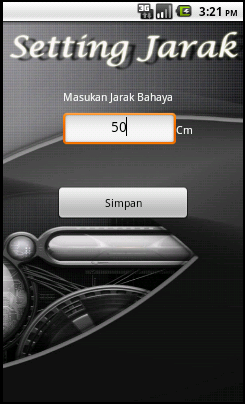 3G
3:21 PM
Setting Jarak
Masukan Jarak Bahaya
50 Cm
Simpan